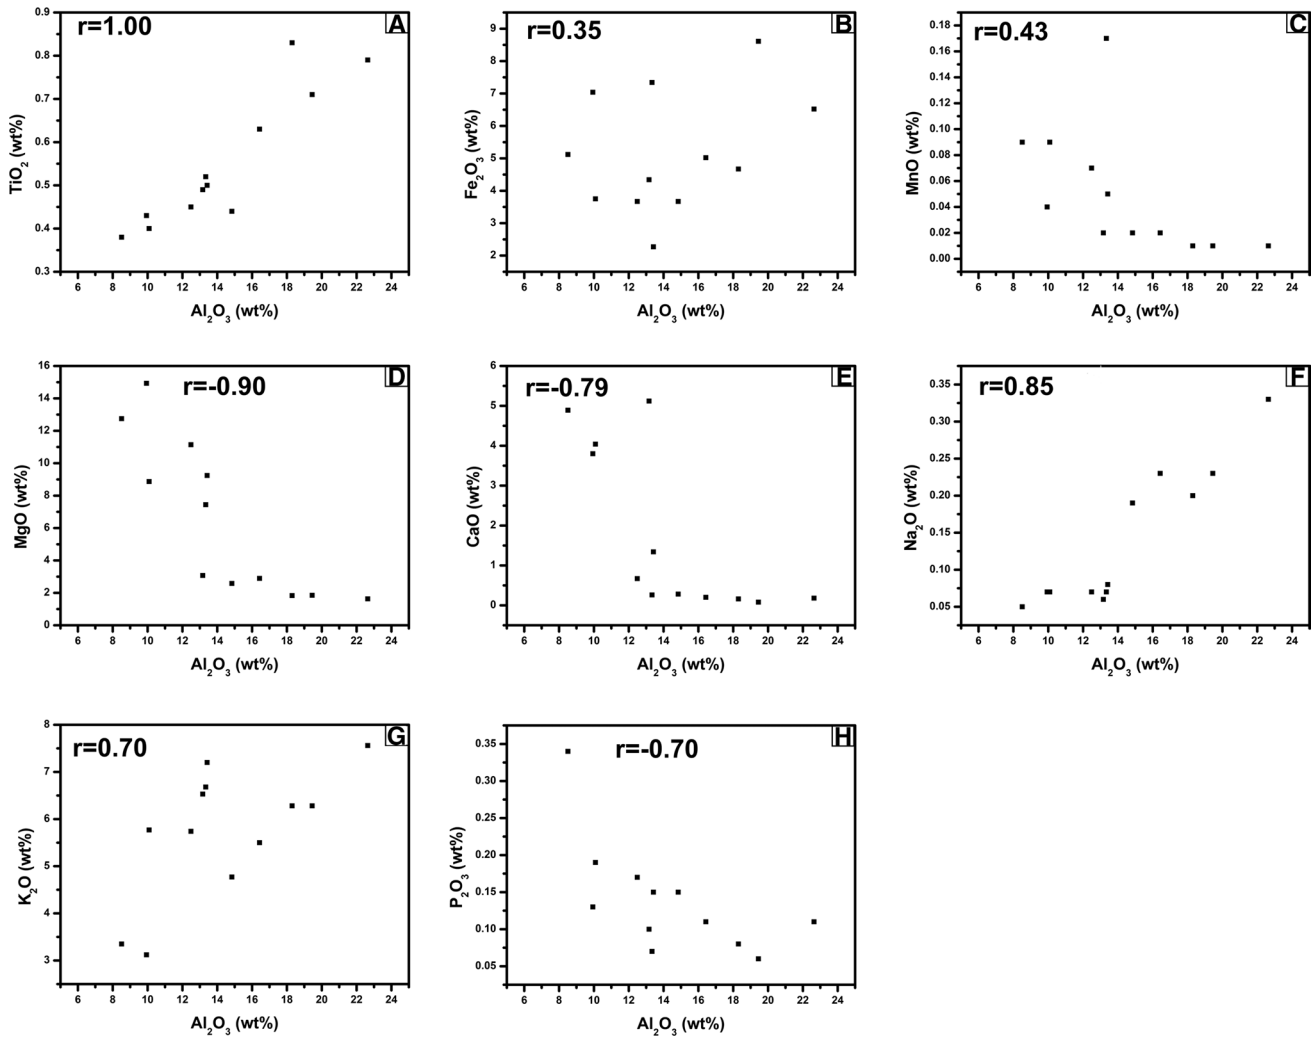 r=1.00
A
0.9
0.8
0.7
0.6
0.5
0.4
0.3
TiO₂ (wt%)
6 8 10 12 14 16 18 20 22 24
Al₂O₃ (wt%)
r=0.35
B
9
8
7
6
5
4
3
2
Fe₂O₃ (wt%)
6 8 10 12 14 16 18 20 22 24
Al₂O₃ (wt%)
r=0.43
C
0.18
0.16
0.14
0.12
0.10
0.08
0.06
0.04
0.02
0.00
MnO (wt%)
6 8 10 12 14 16 18 20 22 24
Al₂O₃ (wt%)
r=-0.90
D
16
14
12
10
8
6
4
2
0
MgO (wt%)
6 8 10 12 14 16 18 20 22 24
Al₂O₃ (wt%)
r=-0.79
E
6
5
4
3
2
1
0
CaO (wt%)
6 8 10 12 14 16 18 20 22 24
Al₂O₃ (wt%)
r=0.85
F
0.35
0.30
0.25
0.20
0.15
0.10
0.05
Na₂O (wt%)
6 8 10 12 14 16 18 20 22 24
Al₂O₃ (wt%)
r=0.70
G
8
7
6
5
4
3
K₂O (wt%)
6 8 10 12 14 16 18 20 22 24
Al₂O₃ (wt%)
r=-0.70
H
0.35
0.30
0.25
0.20
0.15
0.10
0.05
P₂O₃ (wt%)
6 8 10 12 14 16 18 20 22 24
Al₂O₃ (wt%)